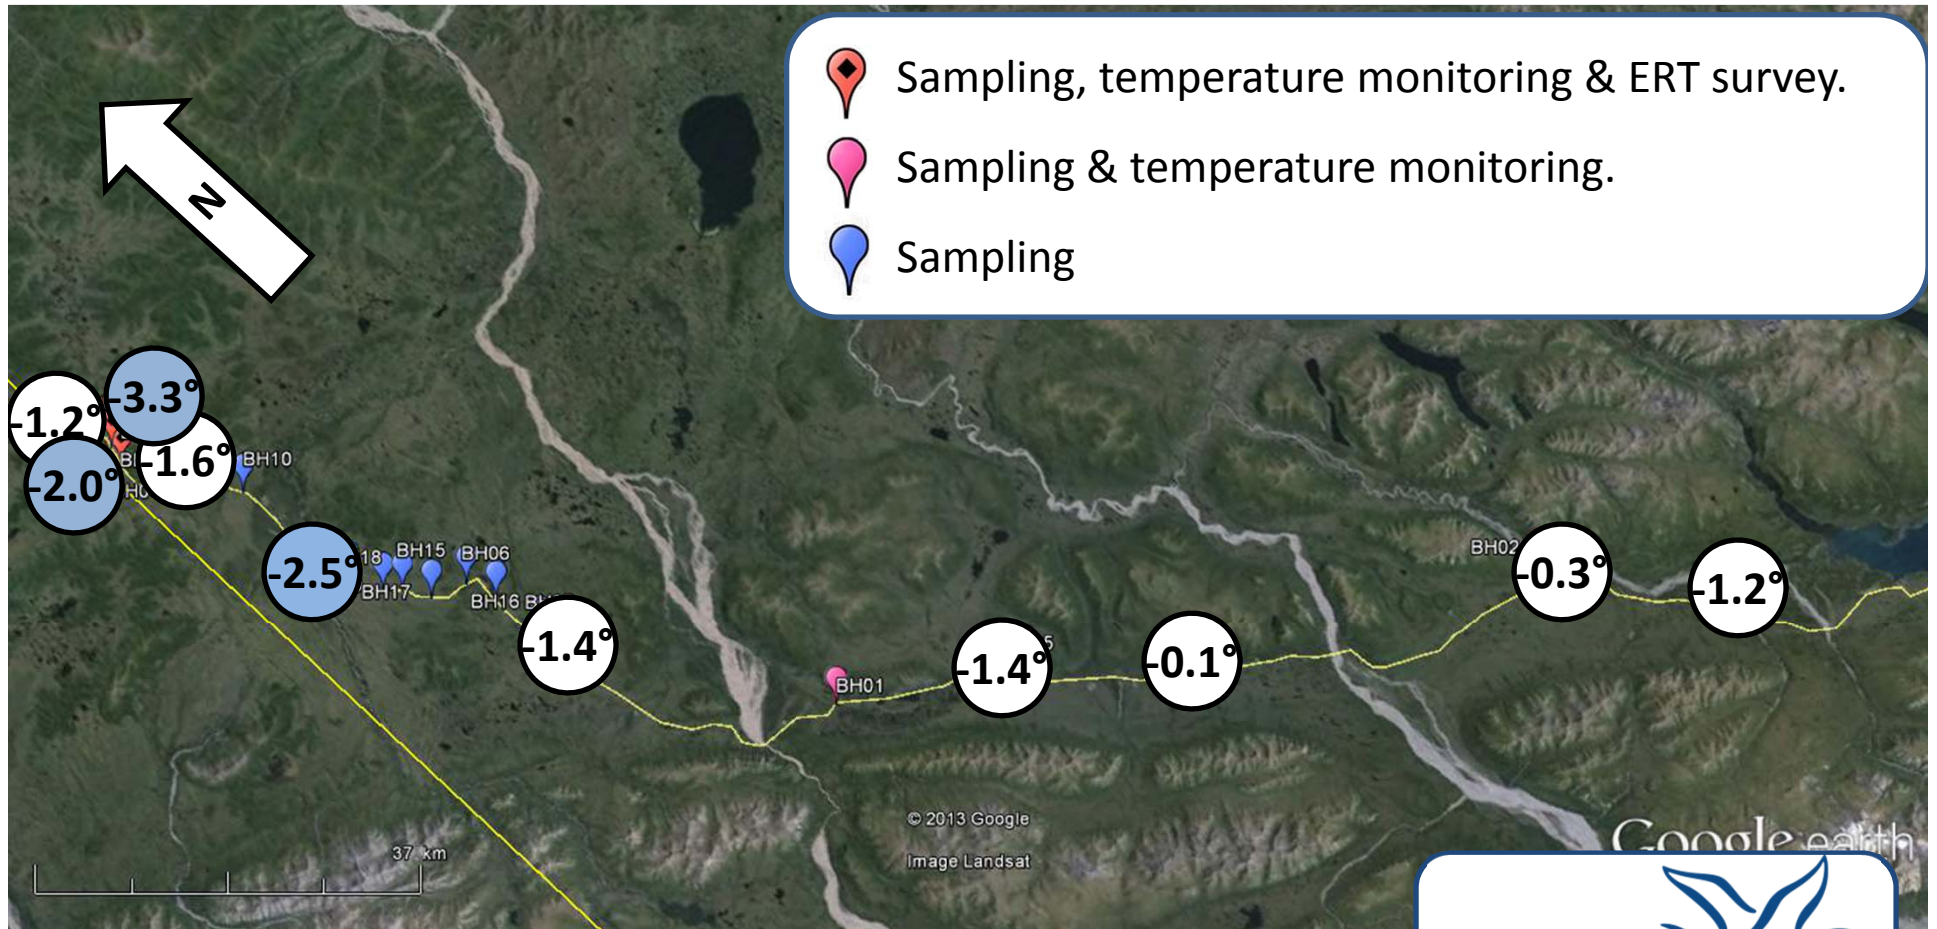 Sampling, temperature monitoring & ERT survey.
Sampling & temperature monitoring.
Sampling
N
-3.3°
-1.2°
-1.6°
BH10
-2.0°
-2.5°
18
BH15
BH06
BH17
BH16
-1.4°
BH01
-1.4°
5
-0.1°
BH02
-0.3°
-1.2°
© 2013 Google
Image Landsat
Google earth
37 km